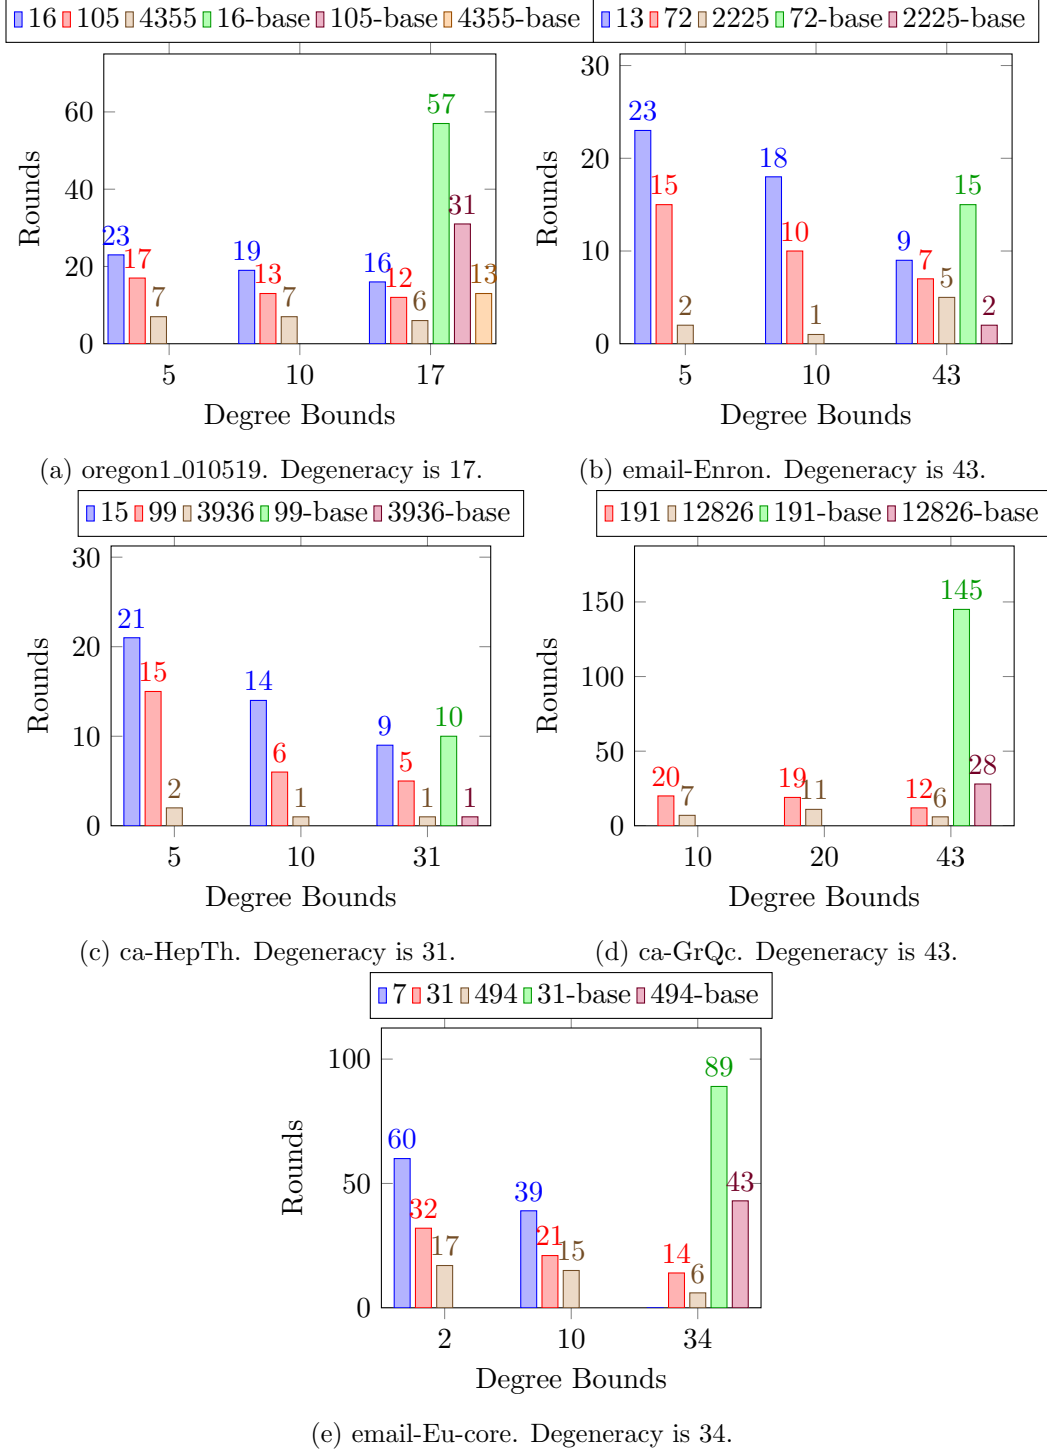 16 105 4355 16-base 105-base 4355-base
60
40
20
0
Rounds
23
17
7
19
13
7
16
12
6
57
31
13
5 10 17
Degree Bounds
(a) oregon1_010519. Degeneracy is 17.
13 72 2225 72-base 2225-base
30
20
10
0
Rounds
23
15
2
18
10
1
9
7
5
15
2
5 10 43
Degree Bounds
(b) email-Enron. Degeneracy is 43.
15 99 3936 99-base 3936-base
30
20
10
0
Rounds
21
15
2
14
6
1
9
5
1
10
1
5 10 31
Degree Bounds
(c) ca-HepTh. Degeneracy is 31.
191 12826 191-base 12826-base
150
100
50
0
Rounds
20
7
19
11
12
6
145
28
10 20 43
Degree Bounds
(d) ca-GrQc. Degeneracy is 43.
7 31 494 31-base 494-base
100
50
0
Rounds
60
32
17
39
21
15
14
6
89
43
2 10 34
Degree Bounds
(e) email-Eu-core. Degeneracy is 34.